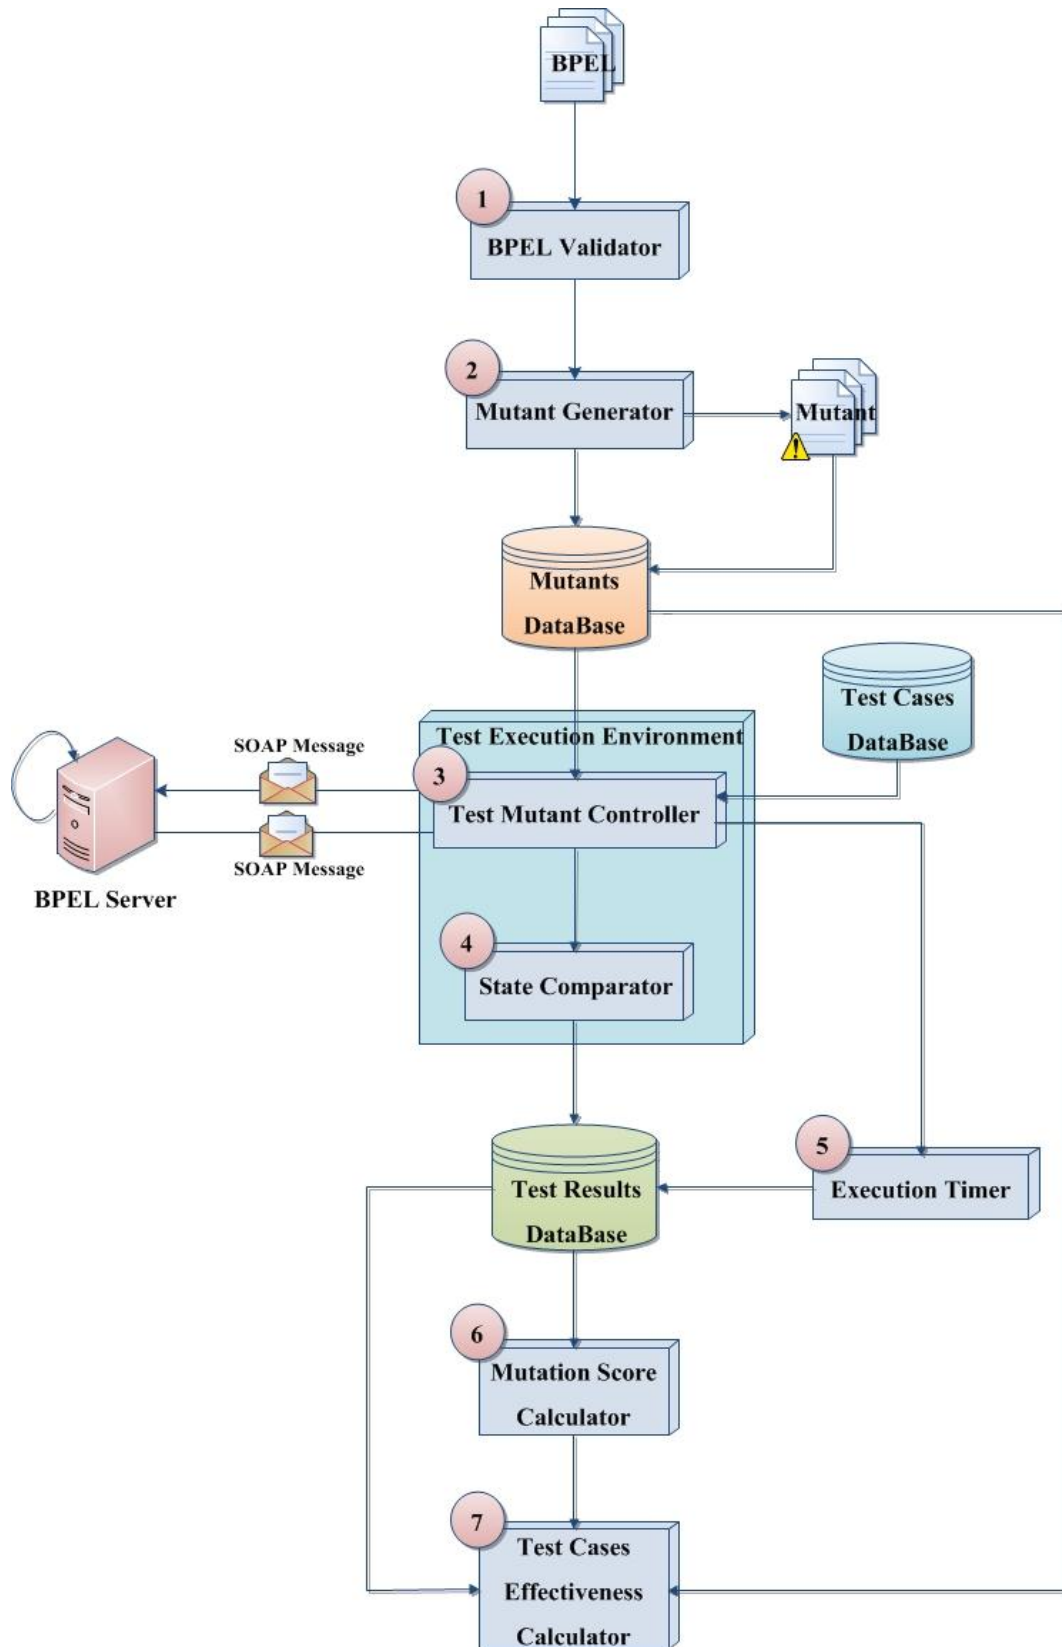 BPEL
1
BPEL Validator
2
Mutant Generator
Mutant
Mutants
DataBase
Test Cases
DataBase
Test Execution Environment
SOAP Message
3
Test Mutant Controller
SOAP Message
BPEL Server
4
State Comparator
5
Execution Timer
Test Results
DataBase
6
Mutation Score
Calculator
7
Test Cases
Effectiveness
Calculator